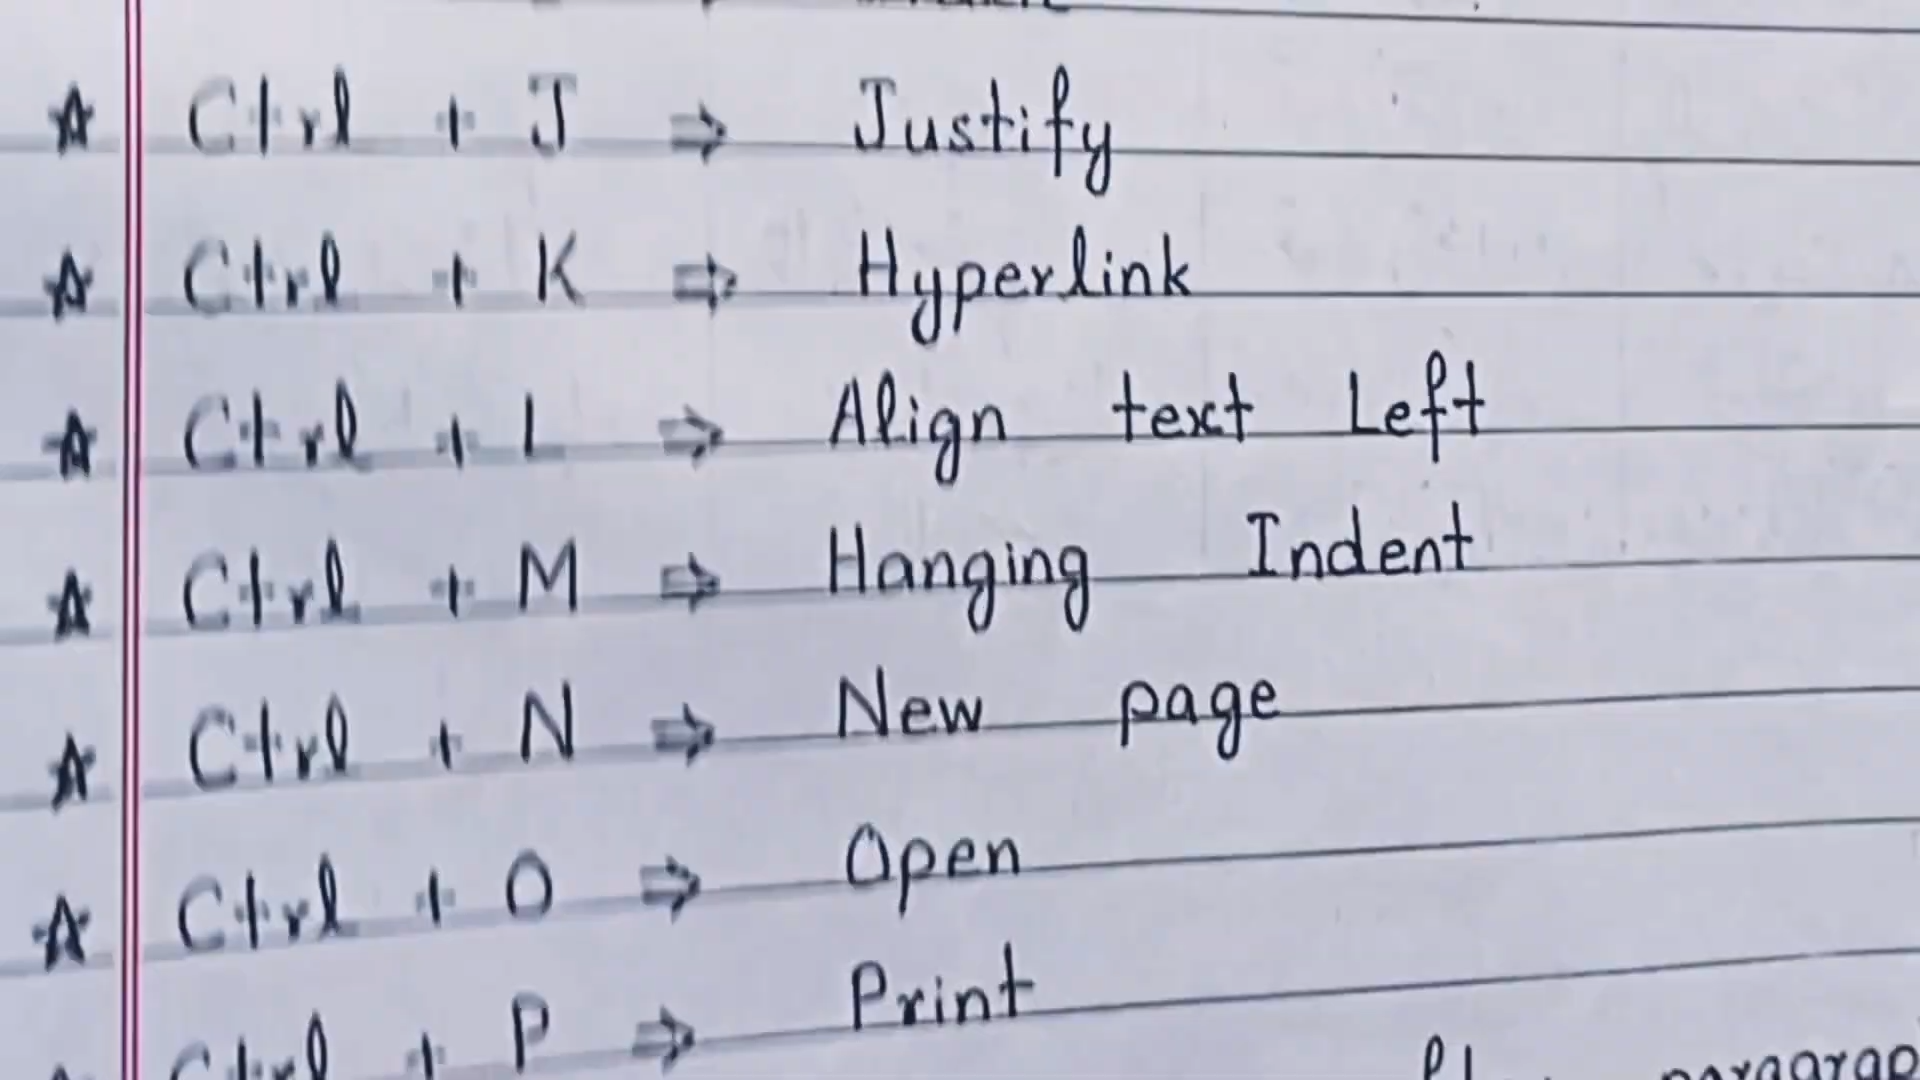 ☆ Ctrl + J ⇒ Justify
☆ Ctrl + K ⇒ Hyperlink
☆ Ctrl + L ⇒ Align text Left
☆ Ctrl + M ⇒ Hanging Indent
☆ Ctrl + N ⇒ New page
☆ Ctrl + O ⇒ Open
Ctrl + P ⇒ Print